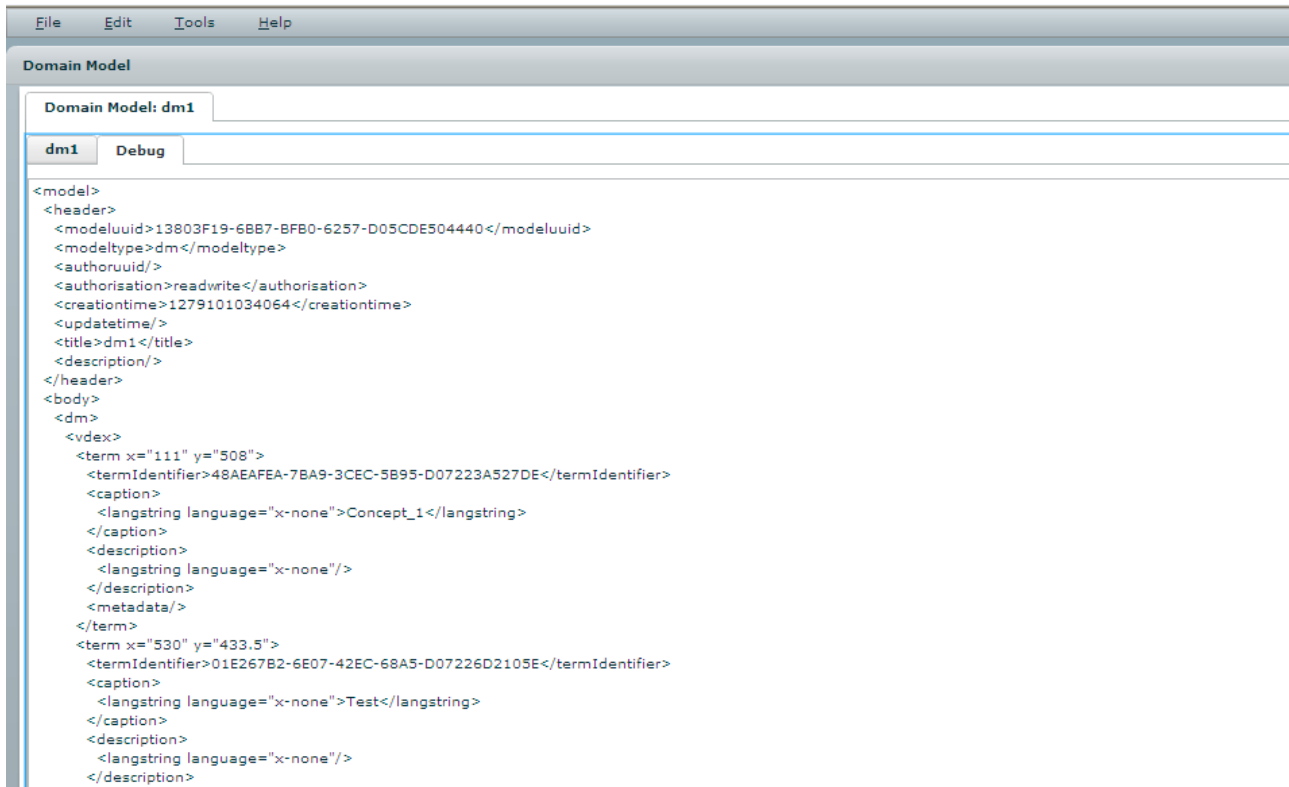 File Edit Tools Help
Domain Model
Domain Model: dm1
dm1 Debug
<model>
<header>
<modeluuid>13803F19-6BB7-BFB0-6257-D05CDE504440</modeluuid>
<modeltype>dm</modeltype>
<authoruuid/>
<authorisation>readwrite</authorisation>
<creationtime>1279101034064</creationtime>
<updatetime/>
<title>dm1</title>
<description/>
</header>
<body>
<dm>
<vdex>
<term x="111" y="508">
<termIdentifier>48AEAFEA-7BA9-3CEC-5B95-D07223A527DE</termIdentifier>
<caption>
<langstring language="x-none">Concept_1</langstring>
</caption>
<description>
<langstring language="x-none"/>
</description>
<metadata/>
</term>
<term x="530" y="433.5">
<termIdentifier>01E267B2-6E07-42EC-68A5-D07226D2105E</termIdentifier>
<caption>
<langstring language="x-none">Test</langstring>
</caption>
<description>
<langstring language="x-none"/>
</description>